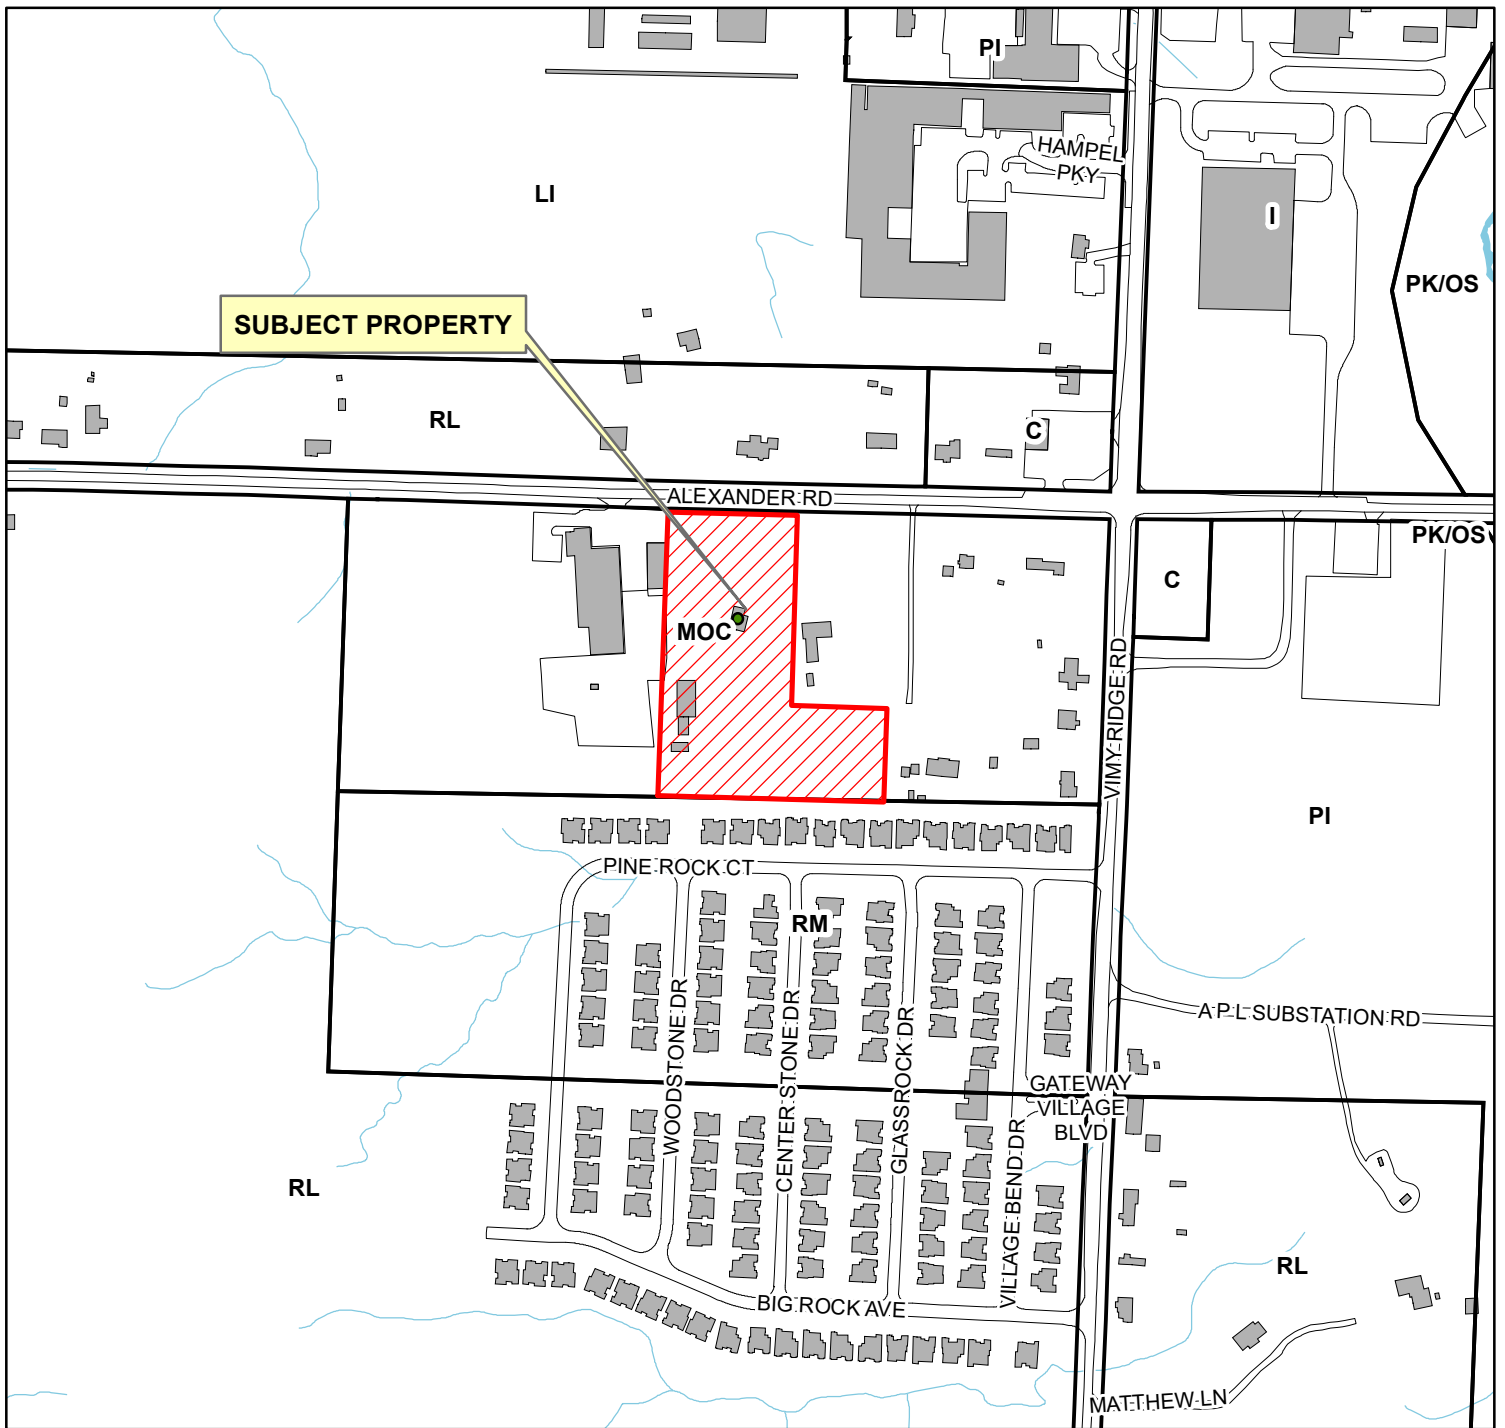 PI
HAMPEL
PKY
LI
I
PK/OS
SUBJECT PROPERTY
RL
C
ALEXANDER RD
PK/OS
C
MOC
VIMY RIDGE RD
PI
PINE ROCK CT
RM
WOODSTONE DR
CENTER STONE DR
GLASSROCK DR
A P L SUBSTATION RD
GATEWAY
VILLAGE
BLVD
VILLAGE BEND DR
RL
RL
BIG ROCK AVE
MATTHEW LN